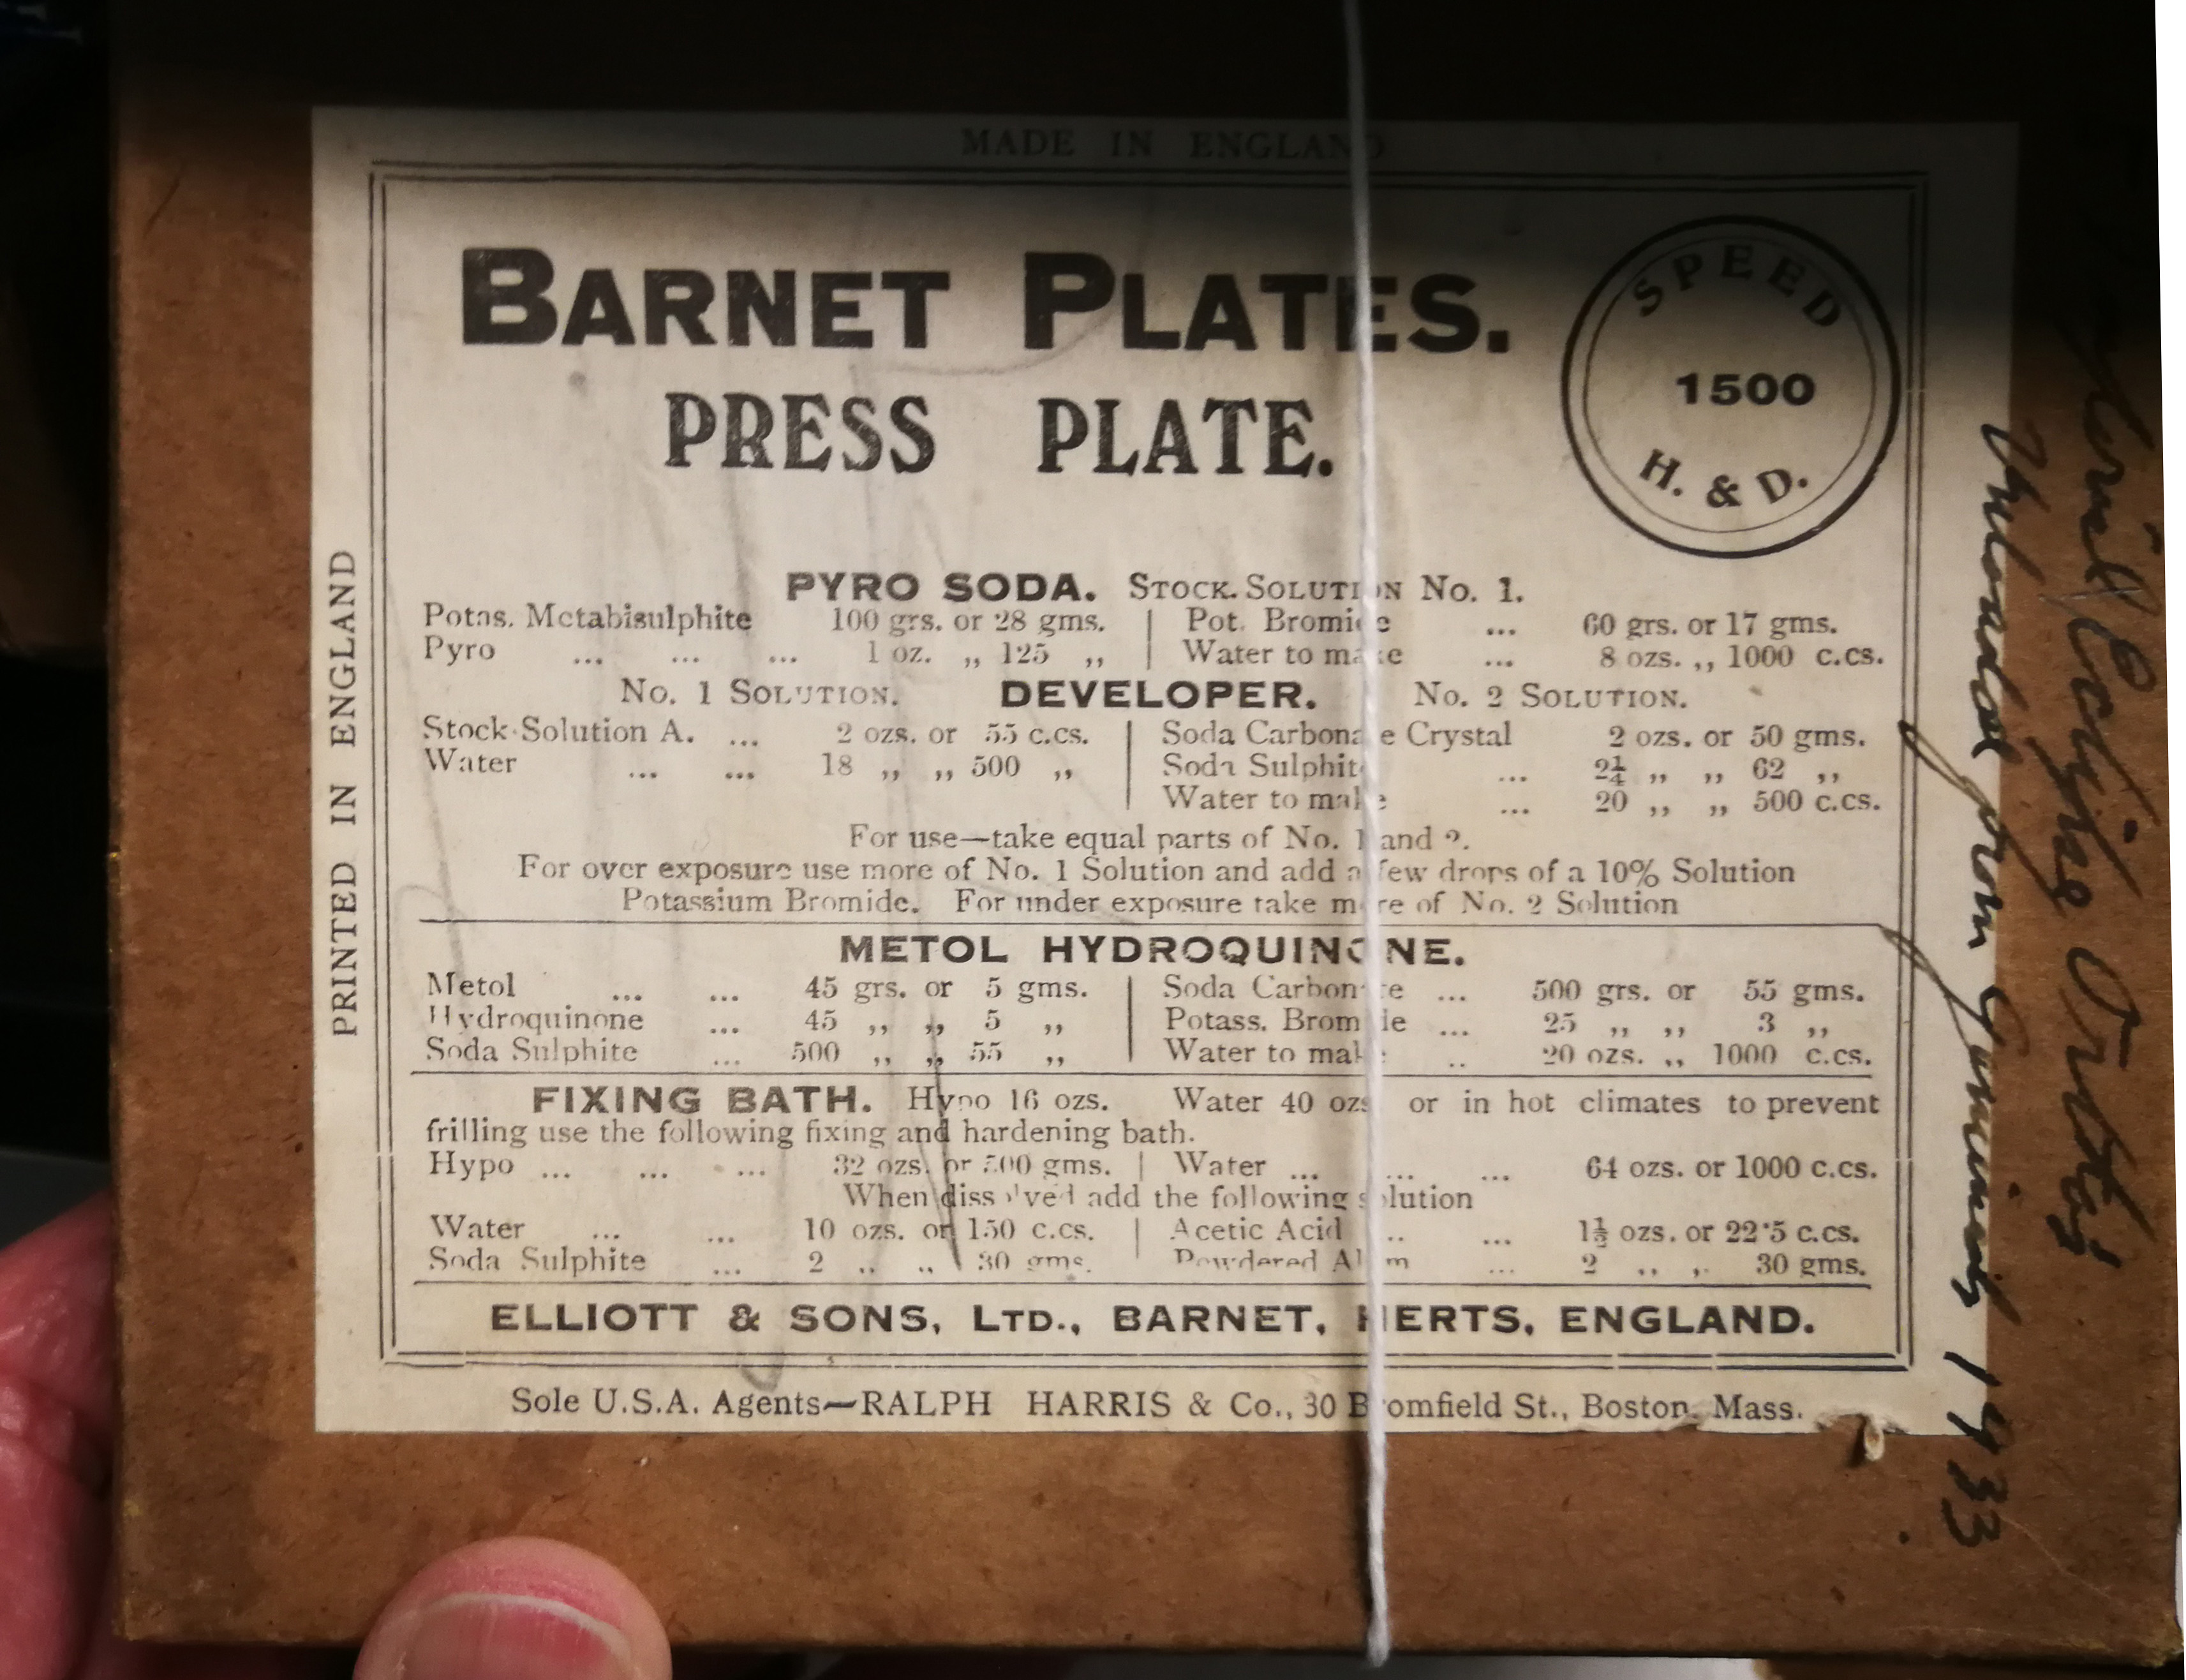 MADE IN ENGLAND
PRINTED IN ENGLAND
BARNET PLATES.
PRESS PLATE.
SPEED
1500
H. & D.
PYRO SODA. STOCK SOLUTION No. 1.
Potas. Metabisulphite 100 grs. or 28 gms. | Pot. Bromide ... 60 grs. or 17 gms.
Pyro ... ... ... 1 oz. ,, 125 ,, | Water to make ... 8 ozs. ,, 1000 c.cs.
No. 1 SOLUTION. DEVELOPER. No. 2 SOLUTION.
Stock Solution A. ... 2 ozs. or 55 c.cs. | Soda Carbonate Crystal 2 ozs. or 50 gms.
Water ... ... 18 ,, ,, 500 ,, | Soda Sulphite ... 2¼ ,, ,, 62 ,,
Water to make ... 20 ,, ,, 500 c.cs.
For use—take equal parts of No. 1 and 2.
For over exposure use more of No. 1 Solution and add a few drops of a 10% Solution
Potassium Bromide. For under exposure take more of No. 2 Solution
METOL HYDROQUINONE.
Metol ... ... 45 grs. or 5 gms. | Soda Carbonate ... 500 grs. or 55 gms.
Hydroquinone ... 45 ,, ,, 5 ,, | Potass. Bromide ... 25 ,, ,, 3 ,,
Soda Sulphite ... 500 ,, ,, 55 ,, | Water to make .. 20 ozs. ,, 1000 c.cs.
FIXING BATH. Hypo 16 ozs. Water 40 ozs or in hot climates to prevent
frilling use the following fixing and hardening bath.
Hypo ... ... ... 32 ozs. or 500 gms. | Water ... ... ... 64 ozs. or 1000 c.cs.
When dissolved add the following solution
Water ... ... 10 ozs. or 150 c.cs. | Acetic Acid .. ... 1½ ozs. or 22·5 c.cs.
Soda Sulphite ... 2 ,, ,, 30 gms. | Powdered Alum ... 2 ,, ,, 30 gms.
ELLIOTT & SONS, LTD., BARNET, HERTS, ENGLAND.
Sole U.S.A. Agents—RALPH HARRIS & Co., 30 Bromfield St., Boston, Mass.
from 1933